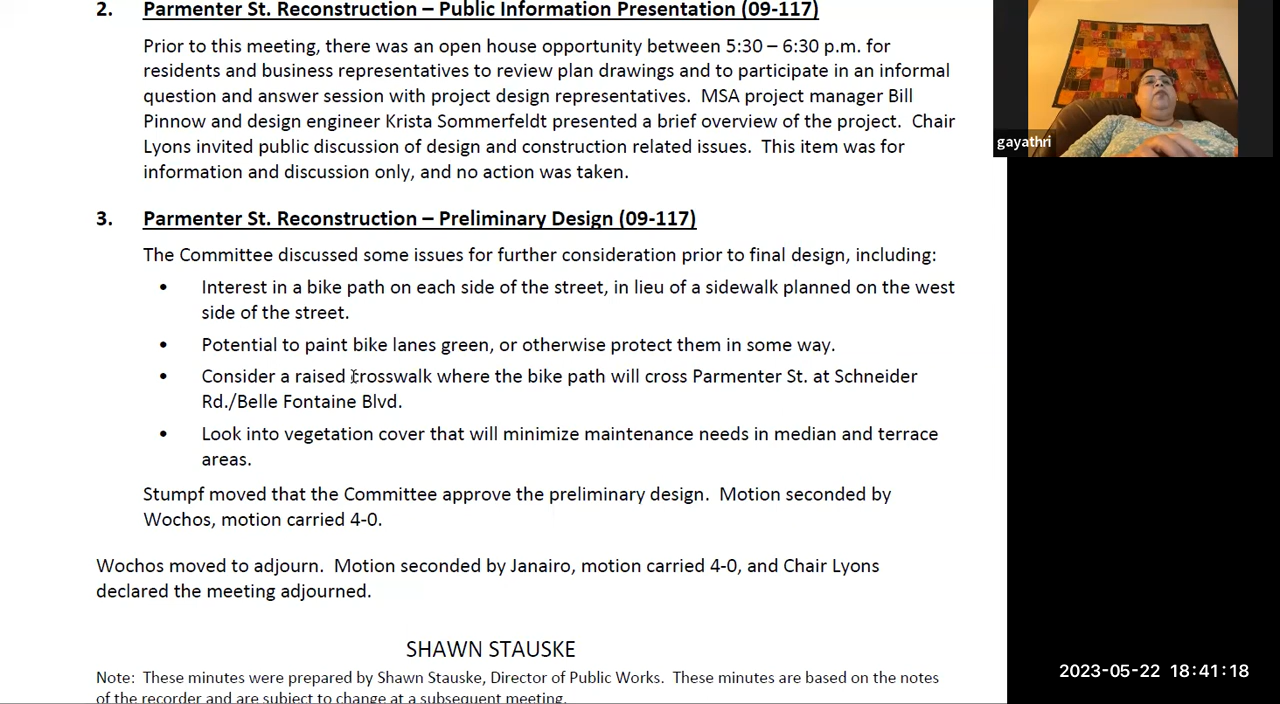 2. Parmenter St. Reconstruction – Public Information Presentation (09-117)
Prior to this meeting, there was an open house opportunity between 5:30 – 6:30 p.m. for
residents and business representatives to review plan drawings and to participate in an informal
question and answer session with project design representatives. MSA project manager Bill
Pinnow and design engineer Krista Sommerfeldt presented a brief overview of the project. Chair
Lyons invited public discussion of design and construction related issues. This item was for
information and discussion only, and no action was taken.
3. Parmenter St. Reconstruction – Preliminary Design (09-117)
The Committee discussed some issues for further consideration prior to final design, including:
• Interest in a bike path on each side of the street, in lieu of a sidewalk planned on the west
side of the street.
• Potential to paint bike lanes green, or otherwise protect them in some way.
• Consider a raised crosswalk where the bike path will cross Parmenter St. at Schneider
Rd./Belle Fontaine Blvd.
• Look into vegetation cover that will minimize maintenance needs in median and terrace
areas.
Stumpf moved that the Committee approve the preliminary design. Motion seconded by
Wochos, motion carried 4-0.
Wochos moved to adjourn. Motion seconded by Janairo, motion carried 4-0, and Chair Lyons
declared the meeting adjourned.
SHAWN STAUSKE
Note: These minutes were prepared by Shawn Stauske, Director of Public Works. These minutes are based on the notes
of the recorder and are subject to change at a subsequent meeting.
gayathri
2023-05-22 18:41:18